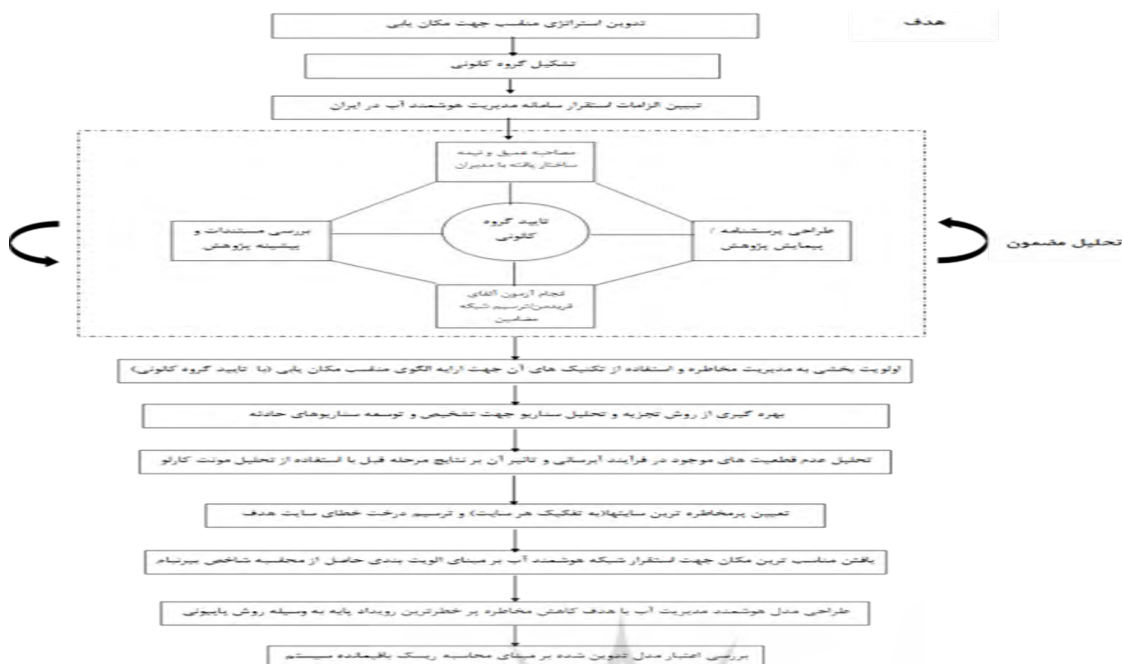 هدف
تدوین استراتژی مناسب جهت مکان یابی
تشکیل گروه کانونی
تبیین الزامات استقرار سامانه مدیریت هوشمند آب در ایران
مصاحبه عمیق و نیمه
ساختار یافته با مدیران
طراحی پرسشنامه /
پیمایش پژوهش
تایید گروه
کانونی
بررسی مستندات و
پیشینه پژوهش
انجام آزمون آلفای
فریدمن/ترسیم شبکه
مضامین
تحلیل مضمون
اولویت بخشی به مدیریت مخاطره و استفاده از تکنیک های آن جهت ارایه الگوی مناسب مکان یابی (با تایید گروه کانونی)
بهره گیری از روش تجزیه و تحلیل سناریو جهت تشخیص و توسعه سناریوهای حادثه
تحلیل عدم قطعیت های موجود در فرآیند آبرسانی و تاثیر آن بر نتایج مرحله قبل با استفاده از تحلیل مونت کارلو
تعیین پرمخاطره ترین سایتها(به تفکیک هر سایت) و ترسیم درخت خطای سایت هدف
یافتن مناسب ترین مکان جهت استقرار شبکه هوشمند آب بر مبنای الویت بندی حاصل از محاسبه شاخص بیرنبام
طراحی مدل هوشمند مدیریت آب با هدف کاهش مخاطره پر خطرترین رویداد پایه به وسیله روش پاپیونی
بررسی اعتبار مدل تدوین شده بر مبنای محاسبه ریسک باقیمانده سیستم